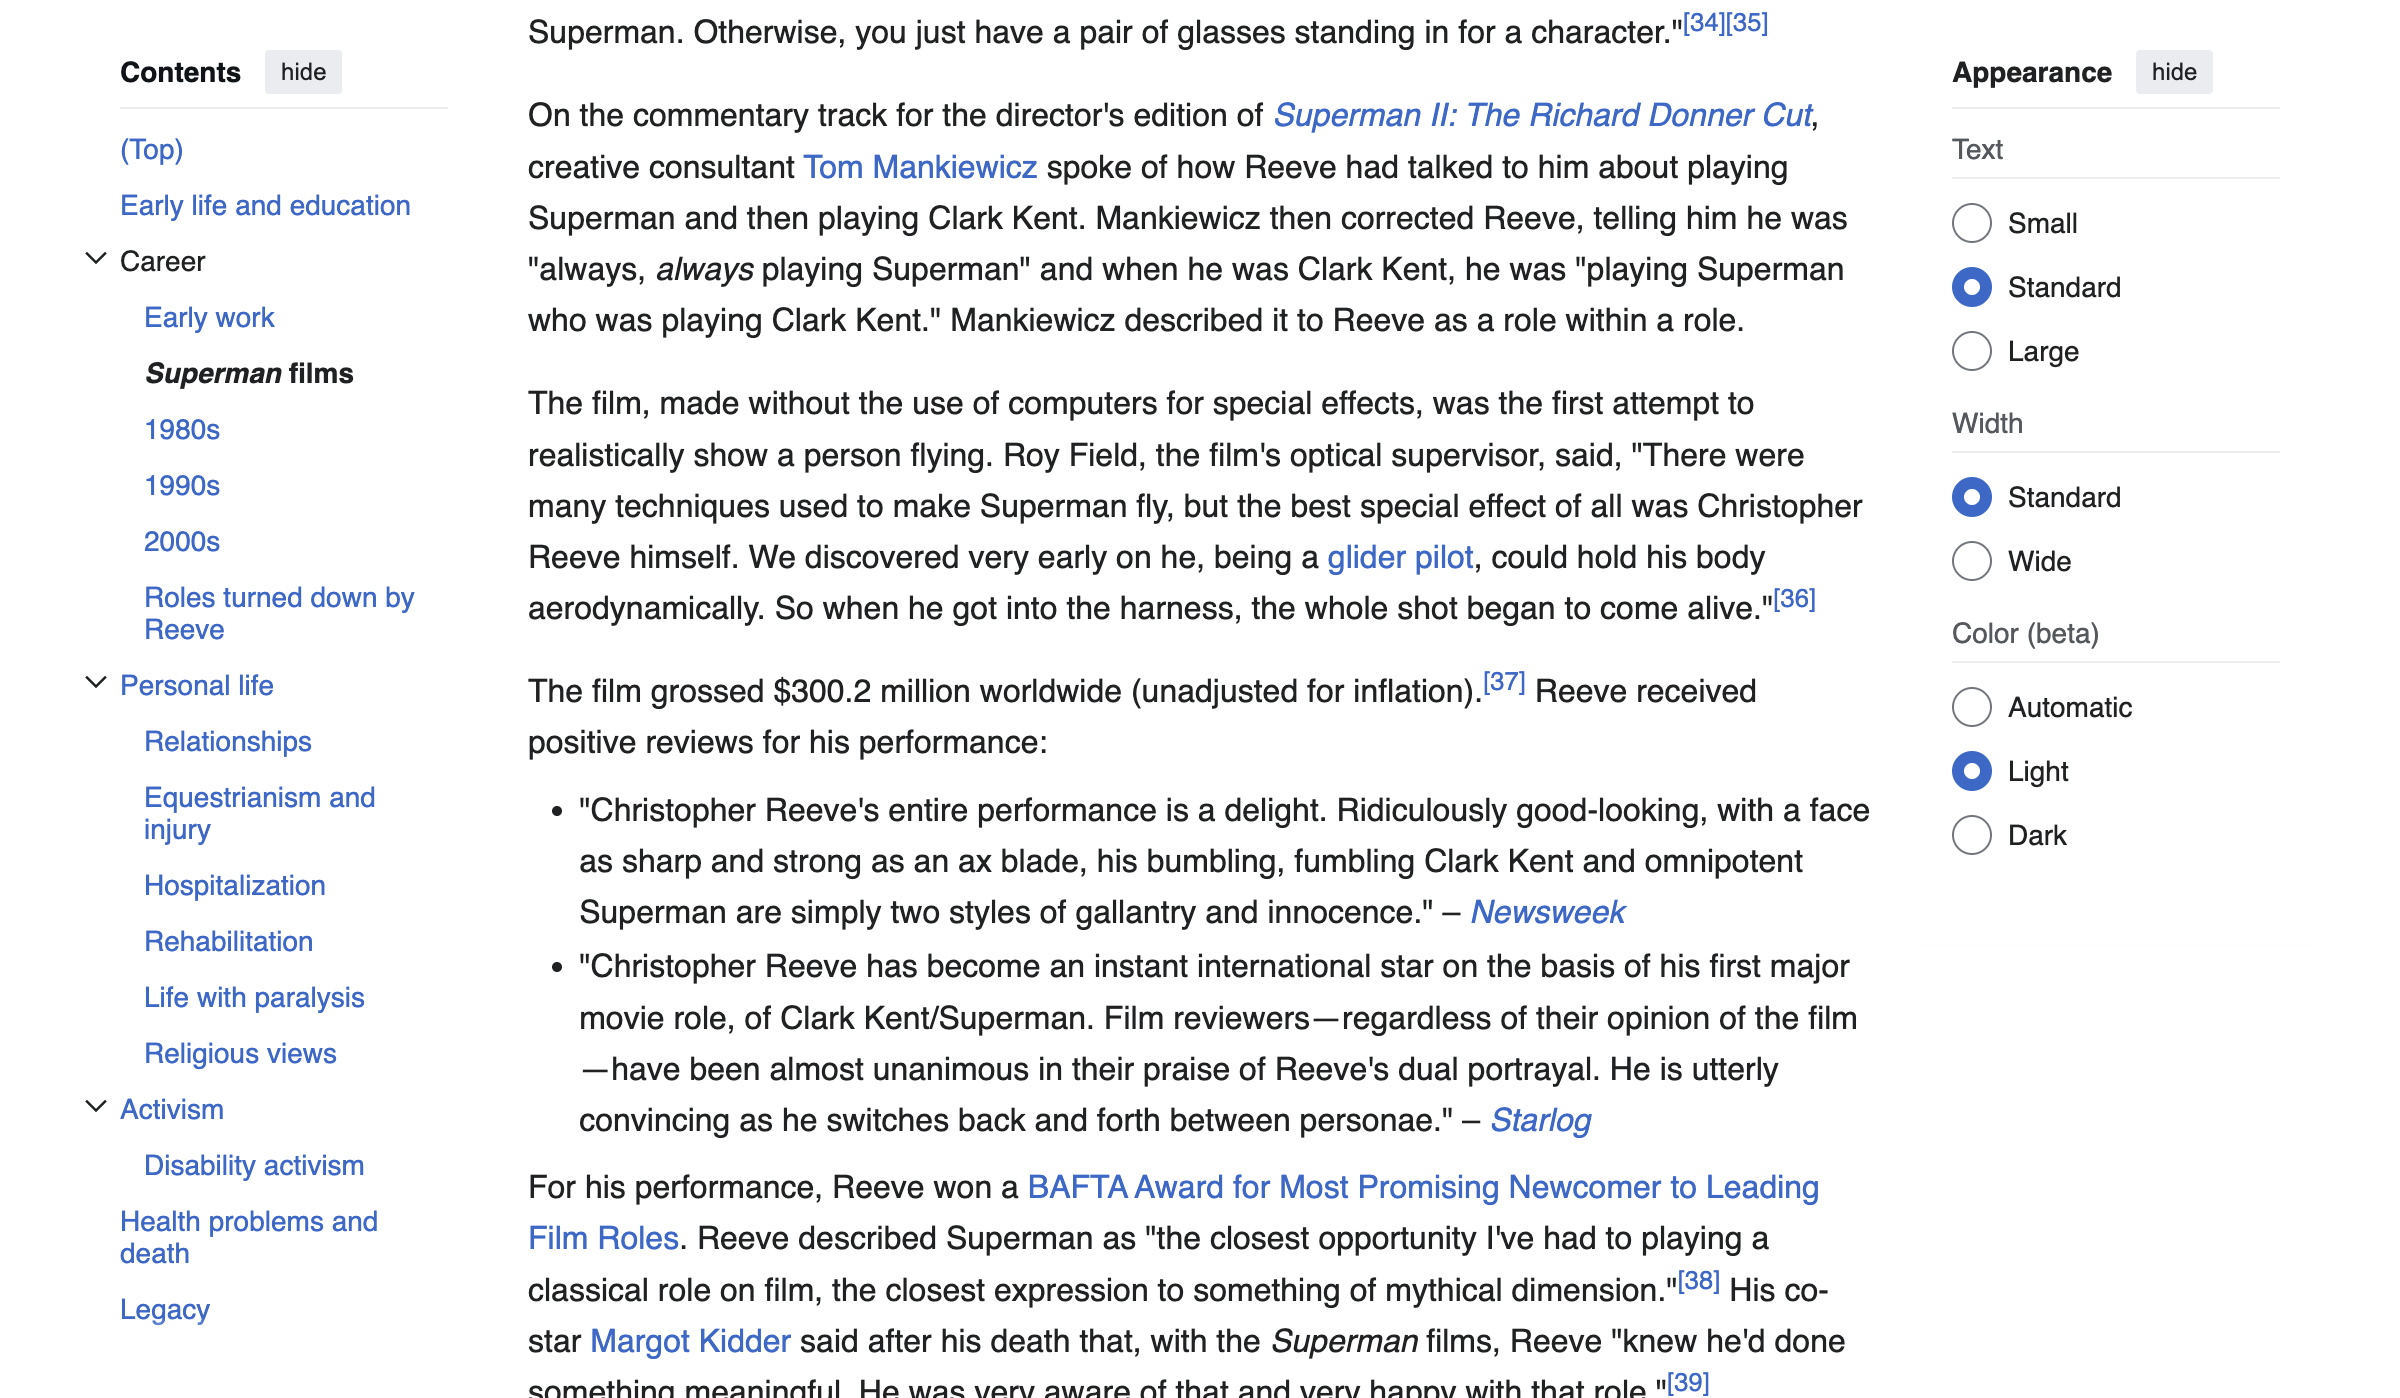 Contents hide
(Top)
Early life and education
Career
Early work
Superman films
1980s
1990s
2000s
Roles turned down by
Reeve
Personal life
Relationships
Equestrianism and
injury
Hospitalization
Rehabilitation
Life with paralysis
Religious views
Activism
Disability activism
Health problems and
death
Legacy
Superman. Otherwise, you just have a pair of glasses standing in for a character."[34][35]
On the commentary track for the director's edition of Superman II: The Richard Donner Cut,
creative consultant Tom Mankiewicz spoke of how Reeve had talked to him about playing
Superman and then playing Clark Kent. Mankiewicz then corrected Reeve, telling him he was
"always, always playing Superman" and when he was Clark Kent, he was "playing Superman
who was playing Clark Kent." Mankiewicz described it to Reeve as a role within a role.
The film, made without the use of computers for special effects, was the first attempt to
realistically show a person flying. Roy Field, the film's optical supervisor, said, "There were
many techniques used to make Superman fly, but the best special effect of all was Christopher
Reeve himself. We discovered very early on he, being a glider pilot, could hold his body
aerodynamically. So when he got into the harness, the whole shot began to come alive."[36]
The film grossed $300.2 million worldwide (unadjusted for inflation).[37] Reeve received
positive reviews for his performance:
• "Christopher Reeve's entire performance is a delight. Ridiculously good-looking, with a face
as sharp and strong as an ax blade, his bumbling, fumbling Clark Kent and omnipotent
Superman are simply two styles of gallantry and innocence." – Newsweek
• "Christopher Reeve has become an instant international star on the basis of his first major
movie role, of Clark Kent/Superman. Film reviewers—regardless of their opinion of the film
—have been almost unanimous in their praise of Reeve's dual portrayal. He is utterly
convincing as he switches back and forth between personae." – Starlog
For his performance, Reeve won a BAFTA Award for Most Promising Newcomer to Leading
Film Roles. Reeve described Superman as "the closest opportunity I've had to playing a
classical role on film, the closest expression to something of mythical dimension."[38] His co-
star Margot Kidder said after his death that, with the Superman films, Reeve "knew he'd done
something meaningful. He was very aware of that and very happy with that role."[39]
Appearance hide
Text
Small
Standard
Large
Width
Standard
Wide
Color (beta)
Automatic
Light
Dark